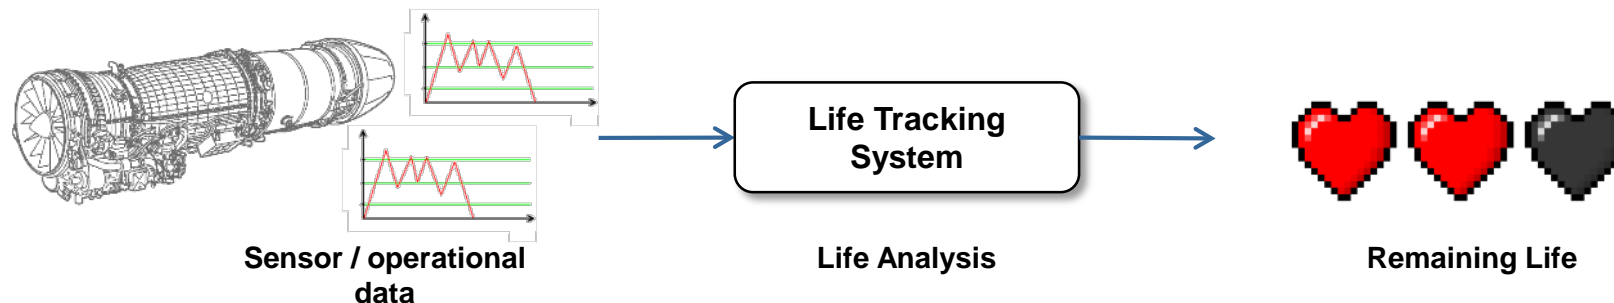 Life Tracking
System
Sensor / operational
data
Life Analysis
Remaining Life